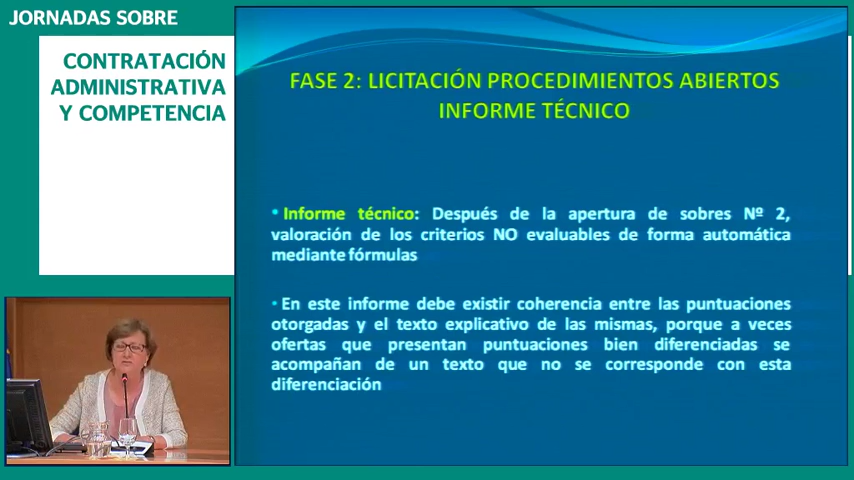 JORNADAS SOBRE
CONTRATACIÓN
ADMINISTRATIVA
Y COMPETENCIA
FASE 2: LICITACIÓN PROCEDIMIENTOS ABIERTOS
INFORME TÉCNICO
• Informe técnico: Después de la apertura de sobres Nº 2,
valoración de los criterios NO evaluables de forma automática
mediante fórmulas
• En este informe debe existir coherencia entre las puntuaciones
otorgadas y el texto explicativo de las mismas, porque a veces
ofertas que presentan puntuaciones bien diferenciadas se
acompañan de un texto que no se corresponde con esta
diferenciación